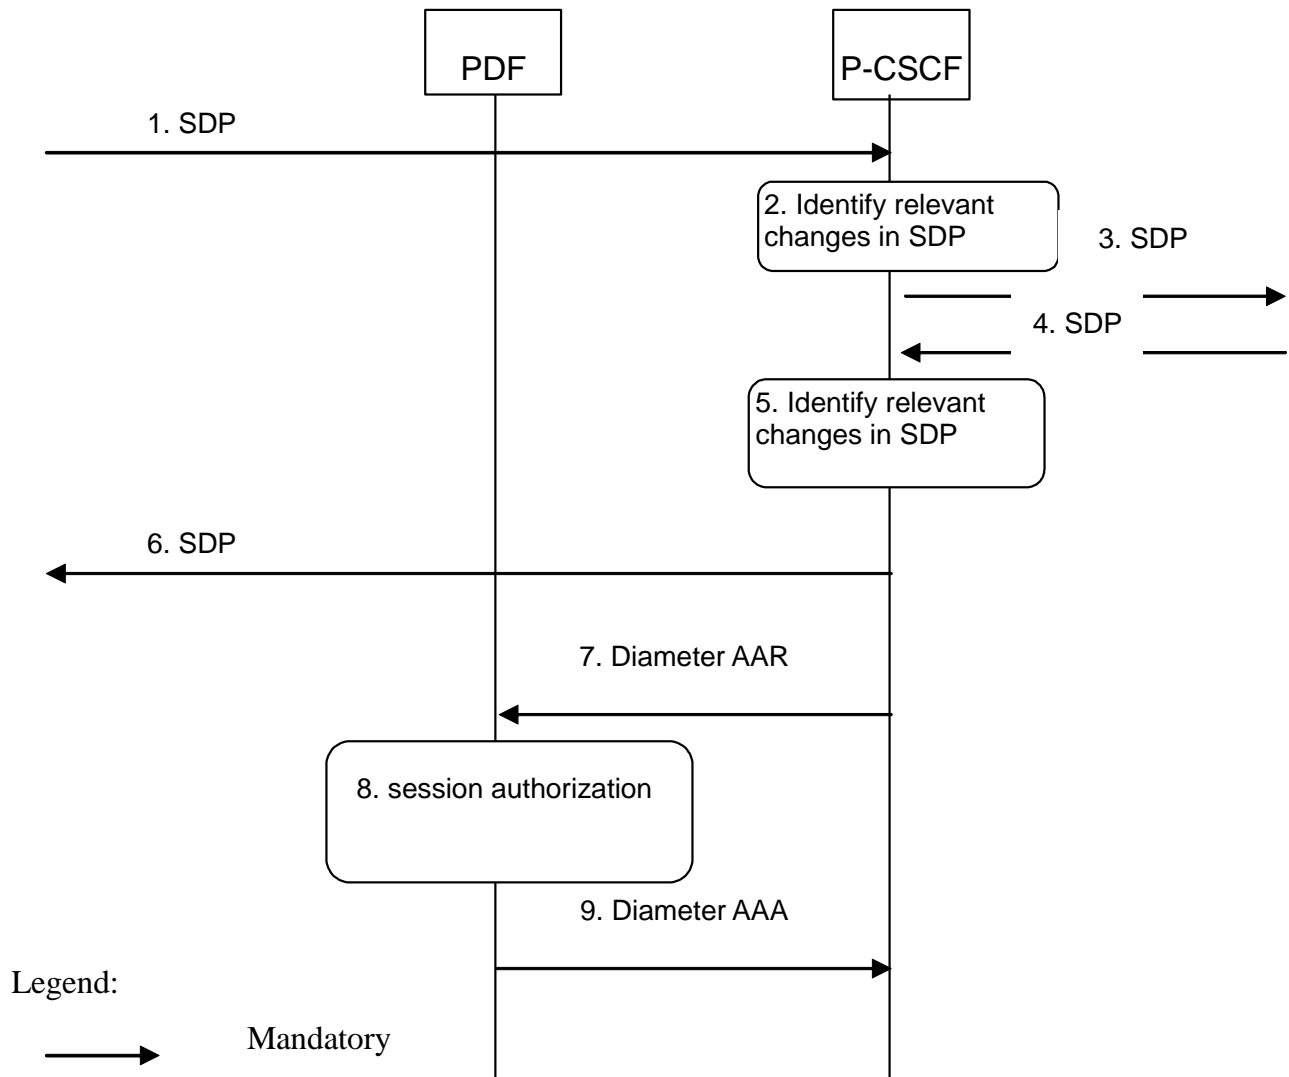 PDF
P-CSCF
1. SDP
2. Identify relevant
changes in SDP
3. SDP
4. SDP
5. Identify relevant
changes in SDP
6. SDP
7. Diameter AAR
8. session authorization
9. Diameter AAA
Legend:
Mandatory